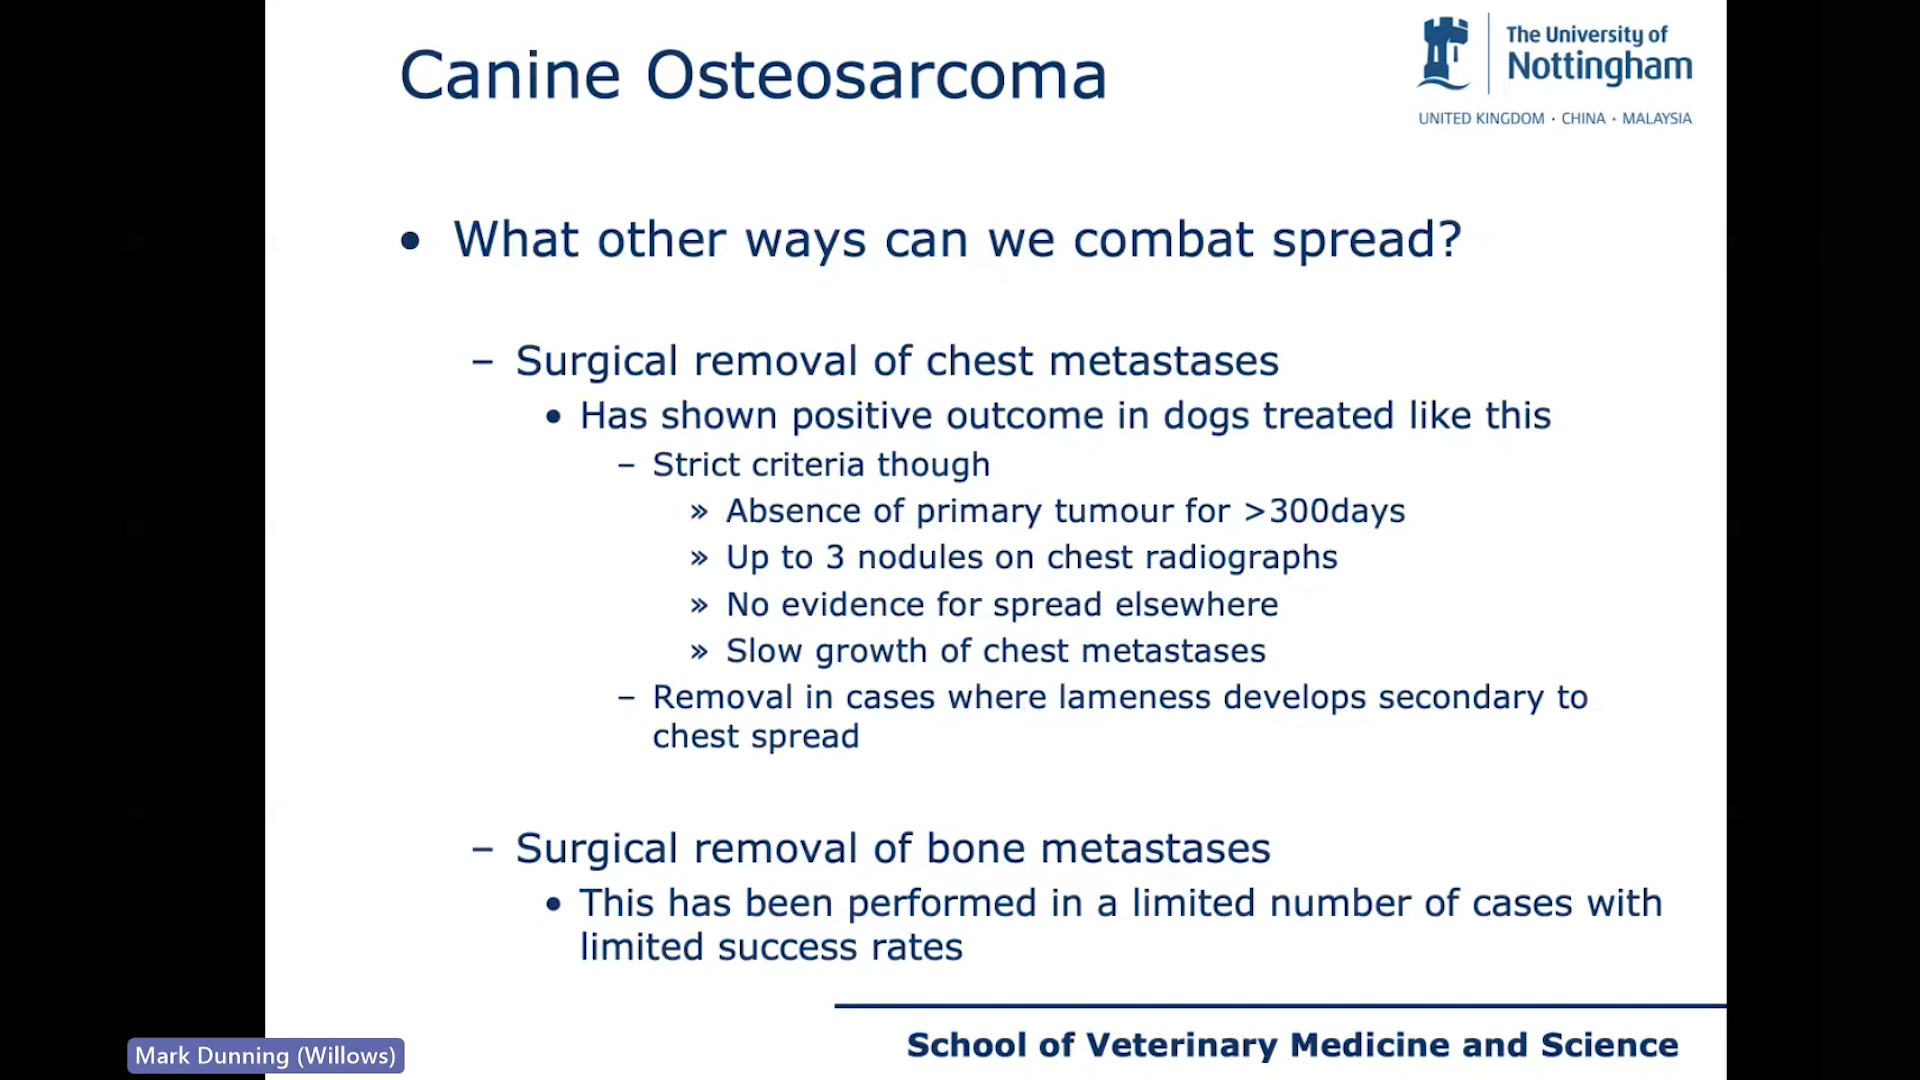 Canine Osteosarcoma
The University of
Nottingham
UNITED KINGDOM · CHINA · MALAYSIA
• What other ways can we combat spread?
– Surgical removal of chest metastases
• Has shown positive outcome in dogs treated like this
– Strict criteria though
» Absence of primary tumour for >300days
» Up to 3 nodules on chest radiographs
» No evidence for spread elsewhere
» Slow growth of chest metastases
– Removal in cases where lameness develops secondary to
chest spread
– Surgical removal of bone metastases
• This has been performed in a limited number of cases with
limited success rates
School of Veterinary Medicine and Science
Mark Dunning (Willows)